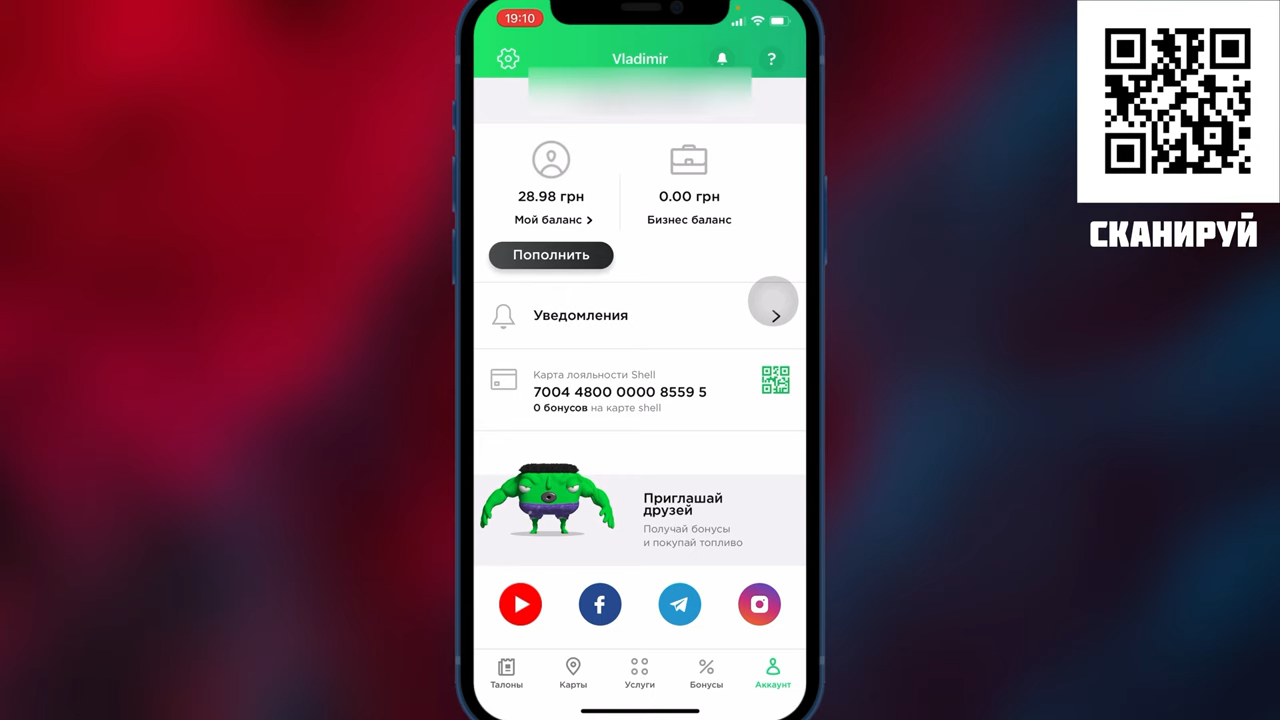 19:10
Vladimir
?
28.98 грн
0.00 грн
Мой баланс >
Бизнес баланс
Пополнить
Уведомления
Карта лояльности Shell
7004 4800 0000 8559 5
0 бонусов на карте shell
Приглашай
друзей
Получай бонусы
и покупай топливо
Талоны
Карты
Услуги
Бонусы
Аккаунт
СКАНИРУЙ